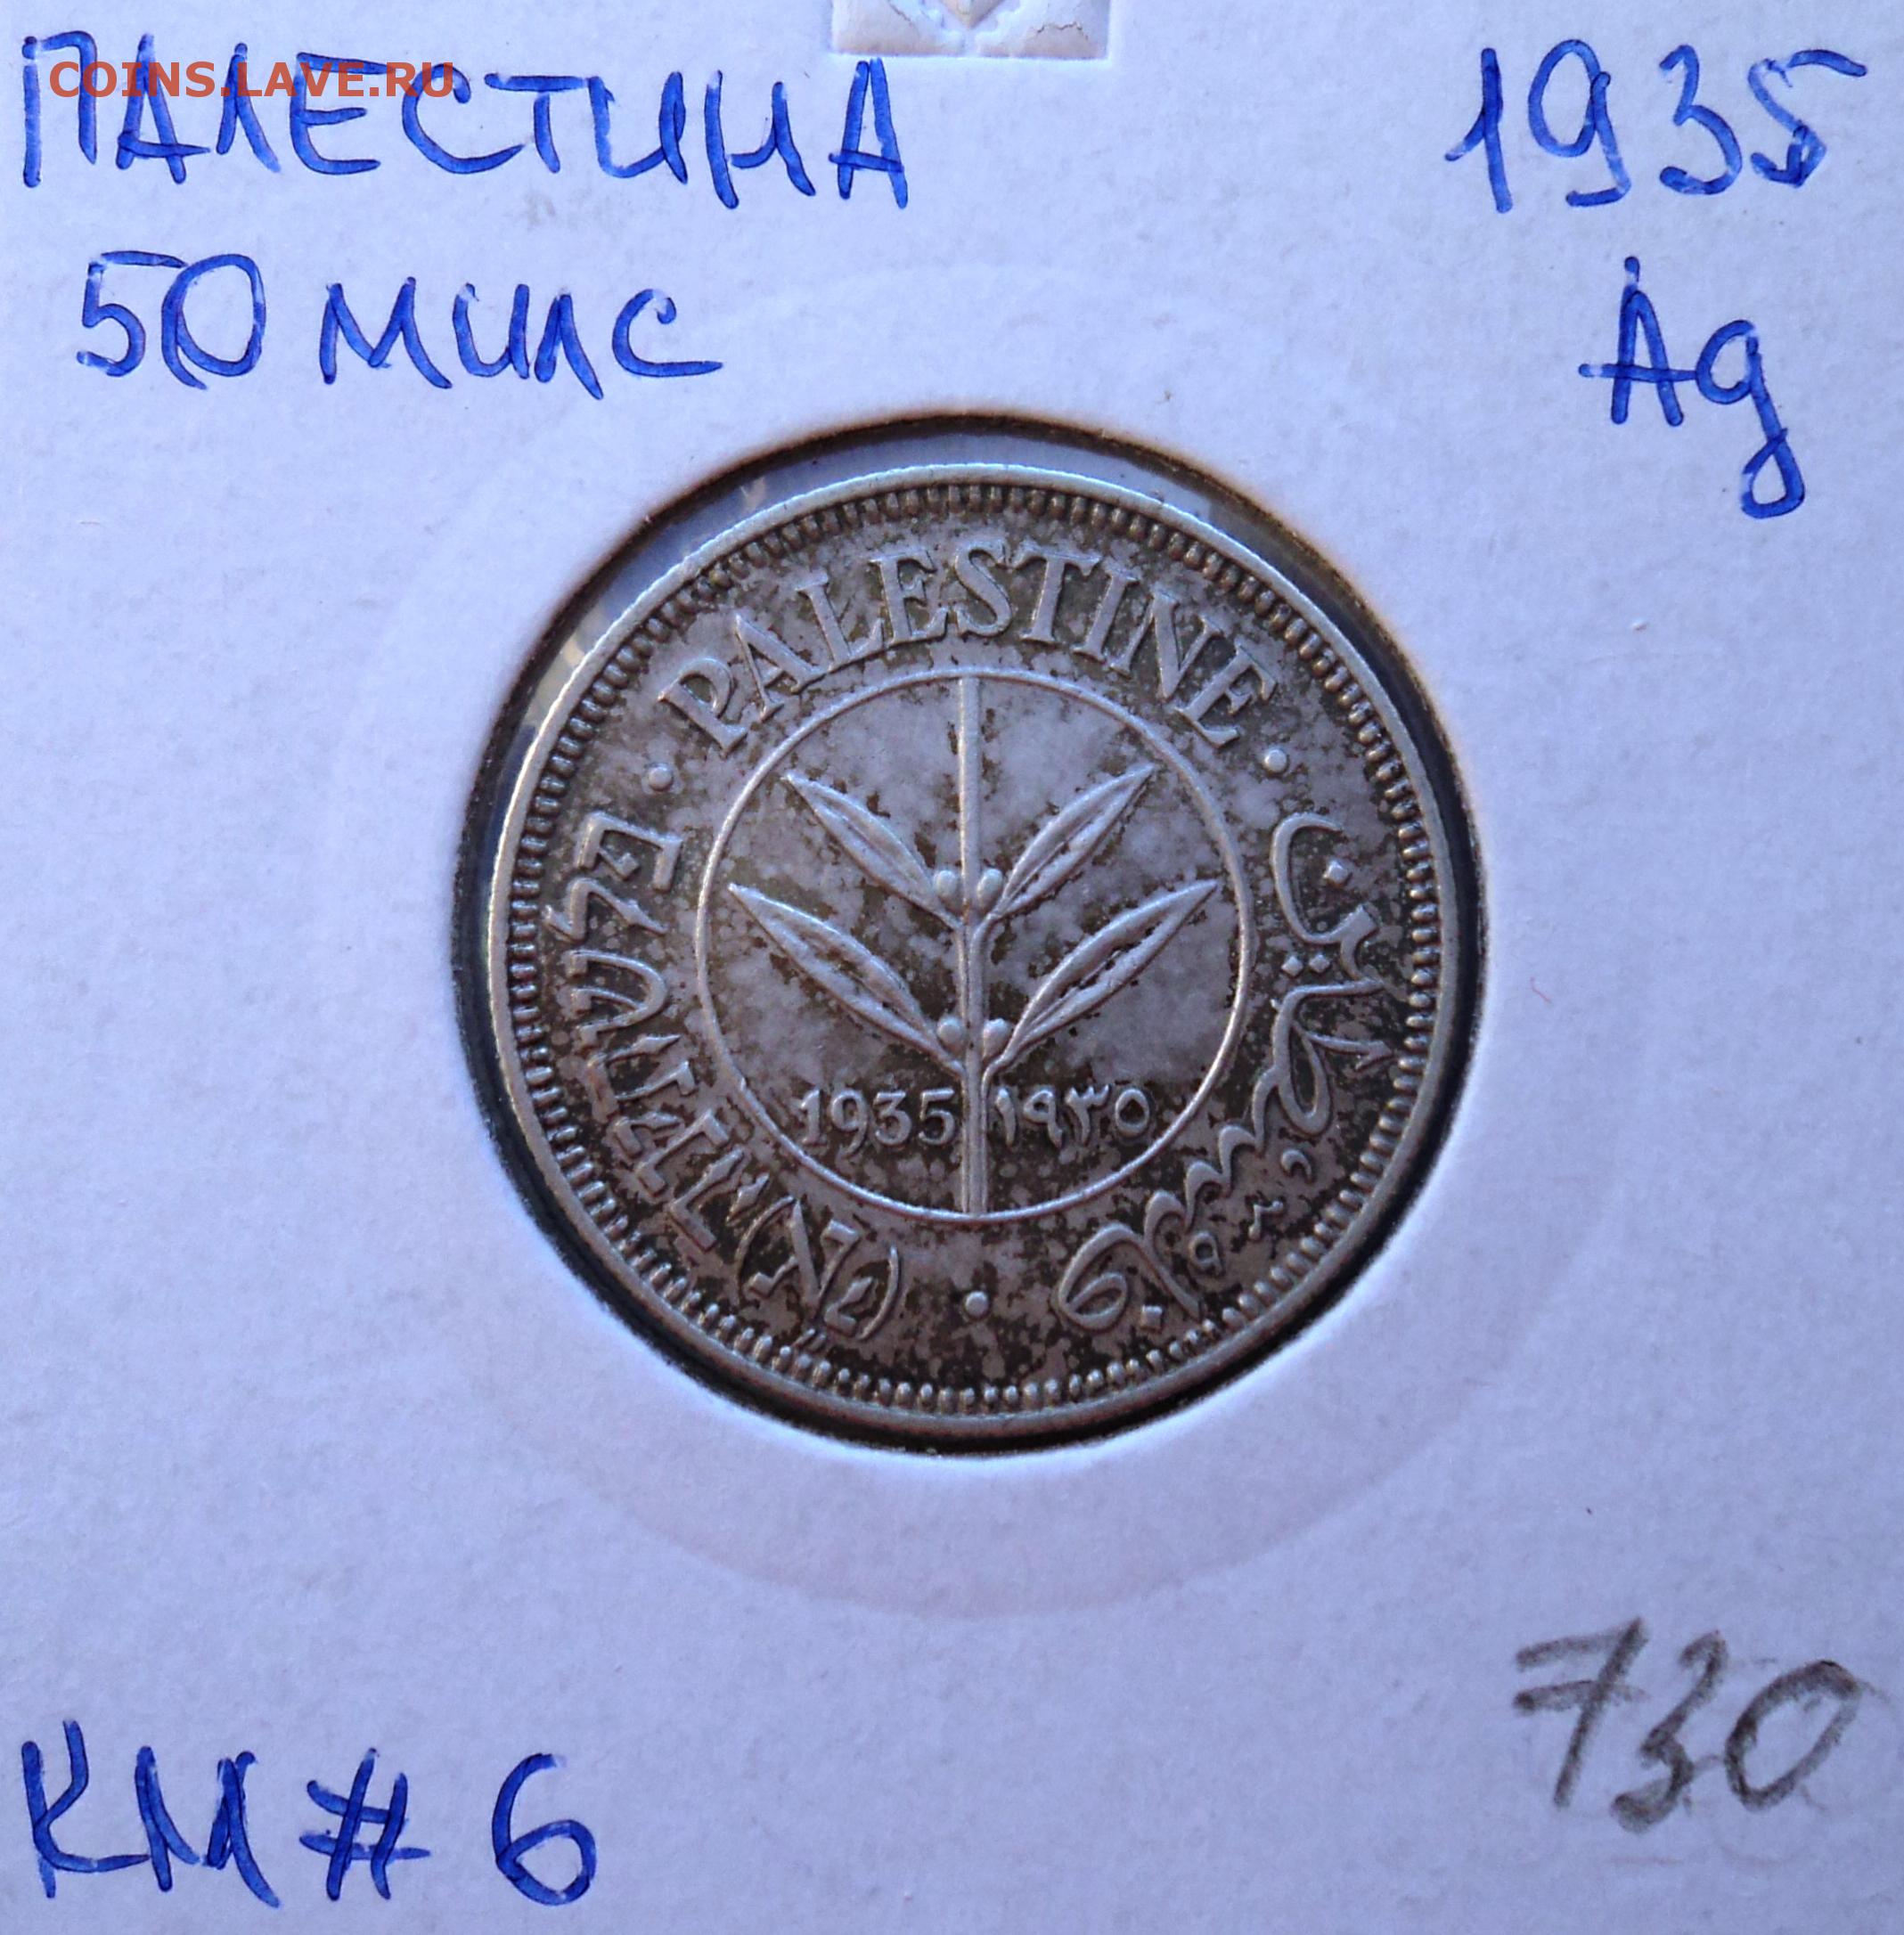 COINS.LAVE.RU
ПАЛЕСТИНА
1935
50 милс
Ag
PALESTINE
فلسطين
פלשתינה (א״י)
1935 ١٩٣٥
730
KM # 6